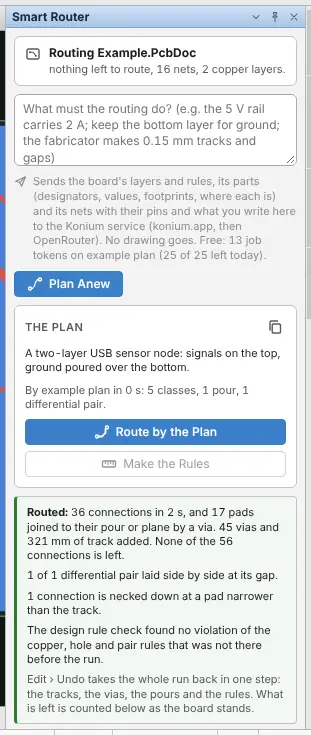 Smart Router
Routing Example.PcbDoc
nothing left to route, 16 nets, 2 copper layers.
What must the routing do? (e.g. the 5 V rail
carries 2 A; keep the bottom layer for ground;
the fabricator makes 0.15 mm tracks and
gaps)
Sends the board's layers and rules, its parts
(designators, values, footprints, where each is)
and its nets with their pins and what you write here
to the Konium service (konium.app, then
OpenRouter). No drawing goes. Free: 13 job
tokens on example plan (25 of 25 left today).
Plan Anew
THE PLAN
A two-layer USB sensor node: signals on the top,
ground poured over the bottom.
By example plan in 0 s: 5 classes, 1 pour, 1
differential pair.
Route by the Plan
Make the Rules
Routed: 36 connections in 2 s, and 17 pads
joined to their pour or plane by a via. 45 vias and
321 mm of track added. None of the 56
connections is left.
1 of 1 differential pair laid side by side at its gap.
1 connection is necked down at a pad narrower
than the track.
The design rule check found no violation of the
copper, hole and pair rules that was not there
before the run.
Edit › Undo takes the whole run back in one step:
the tracks, the vias, the pours and the rules. What
is left is counted below as the board stands.